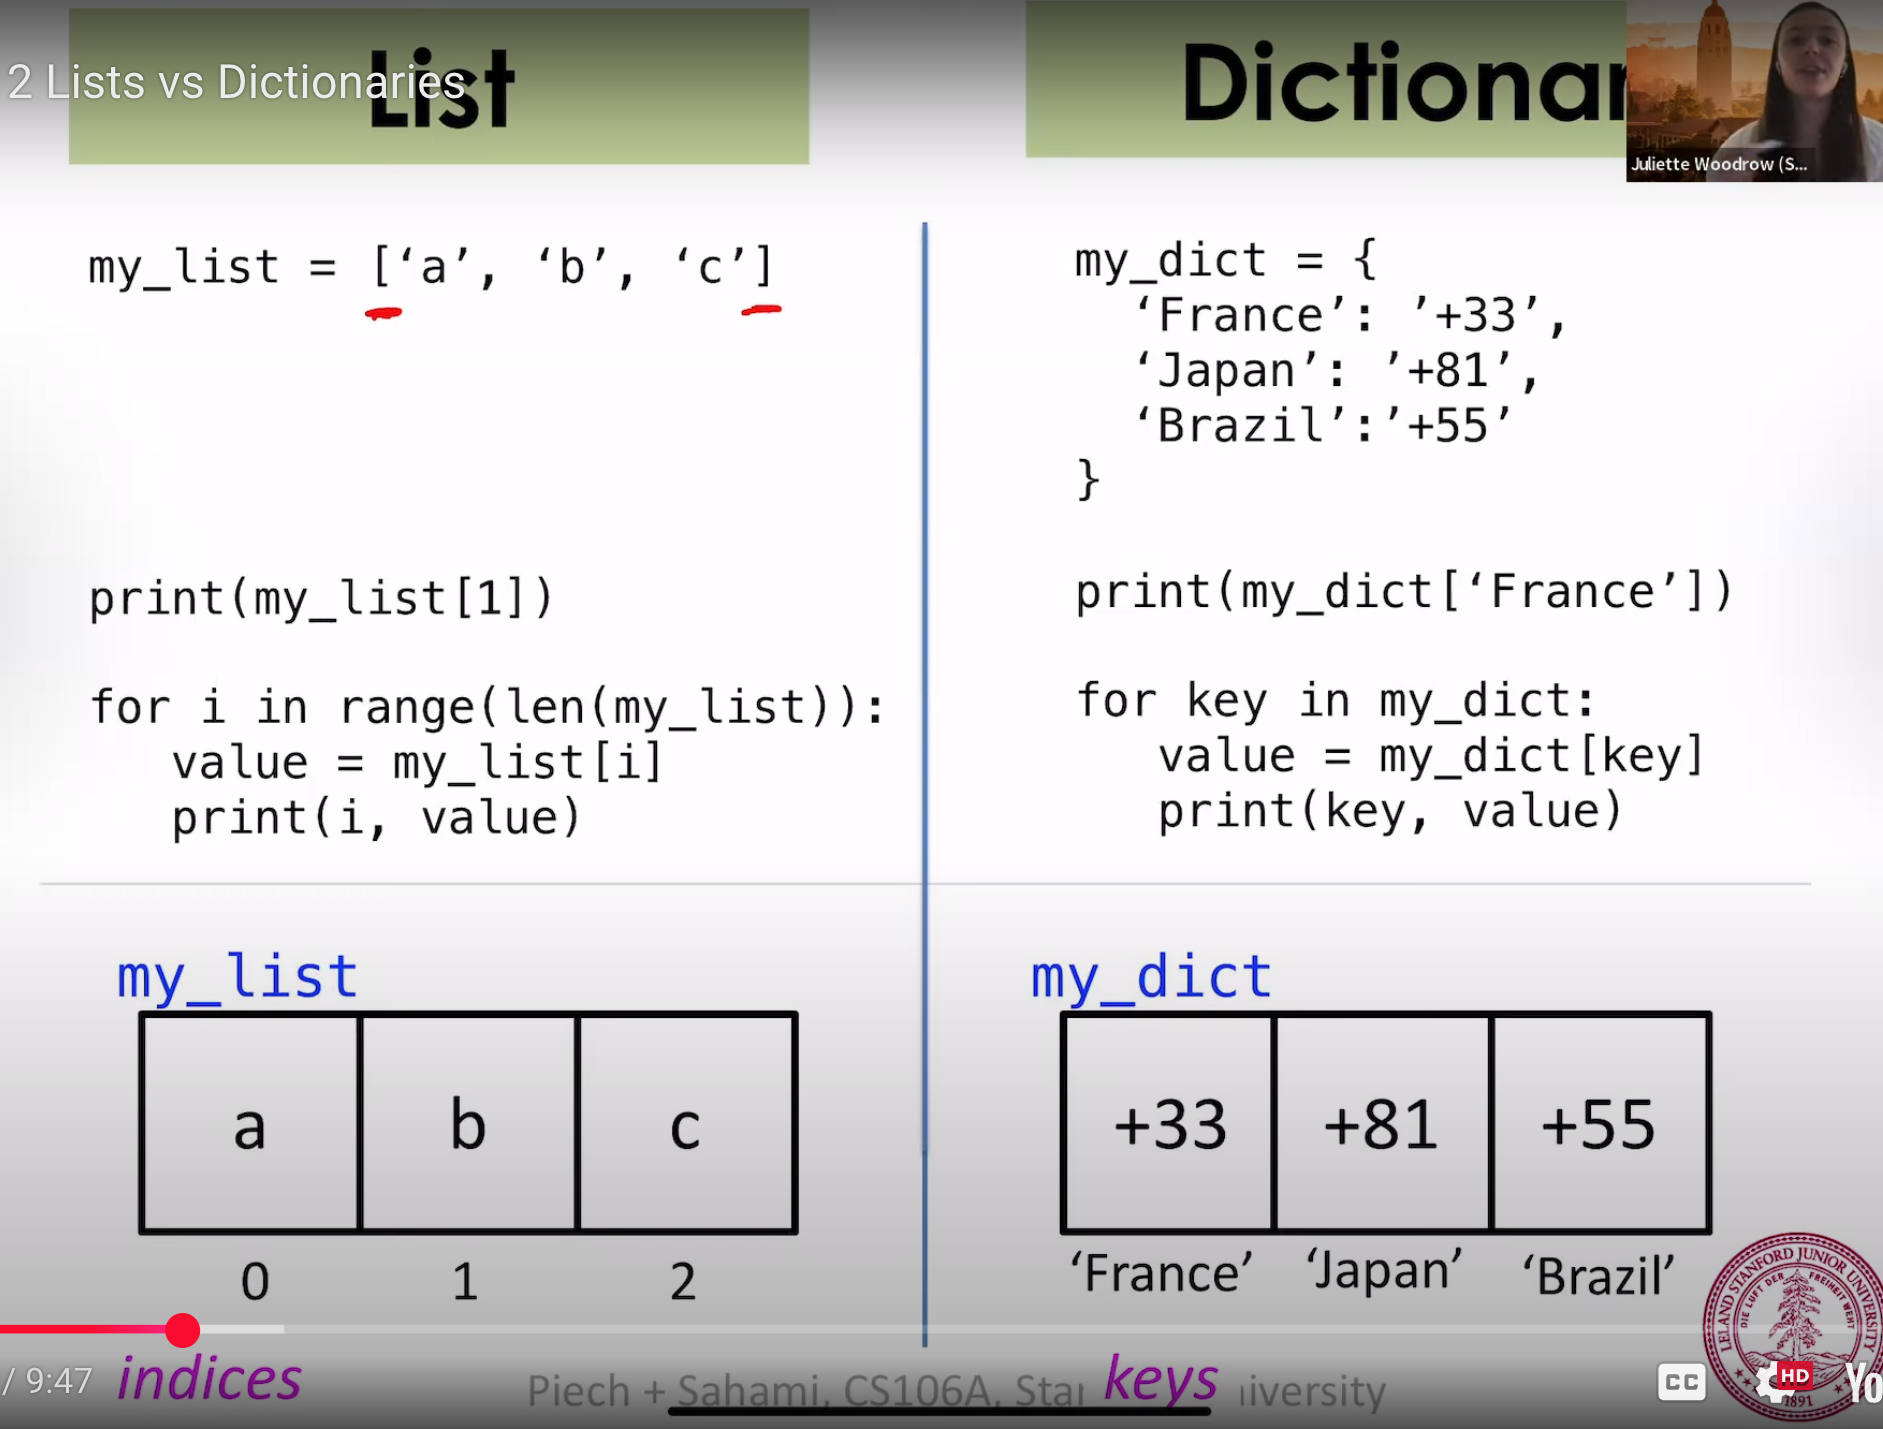 2 Lists vs Dictionaries
List
my_list = [‘a’, ‘b’, ‘c’]
print(my_list[1])
for i in range(len(my_list)):
value = my_list[i]
print(i, value)
my_list
a b c
0 1 2
indices
Dictionar
Juliette Woodrow (S...
my_dict = {
‘France’: ’+33’,
‘Japan’: ’+81’,
‘Brazil’:’+55’
}
print(my_dict[‘France’])
for key in my_dict:
value = my_dict[key]
print(key, value)
my_dict
+33 +81 +55
‘France’ ‘Japan’ ‘Brazil’
keys
/ 9:47
Piech + Sahami, CS106A, Stan iversity
LELAND STANFORD JUNIOR UNIVERSITY
DIE LUFT DER FREIHEIT WEHT
1891
CC
HD
Yo